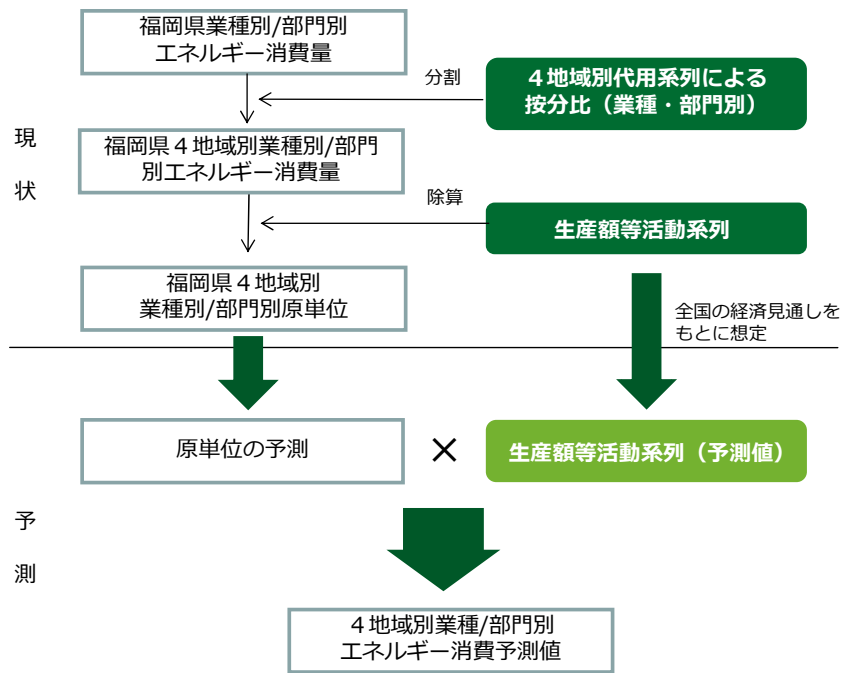 福岡県業種別/部門別
エネルギー消費量
分割
４地域別代用系列による
按分比（業種・部門別）
現
状
福岡県４地域別業種別/部門
別エネルギー消費量
除算
生産額等活動系列
福岡県４地域別
業種別/部門別原単位
全国の経済見通しを
もとに想定
原単位の予測
×
生産額等活動系列（予測値）
予
測
４地域別業種/部門別
エネルギー消費予測値